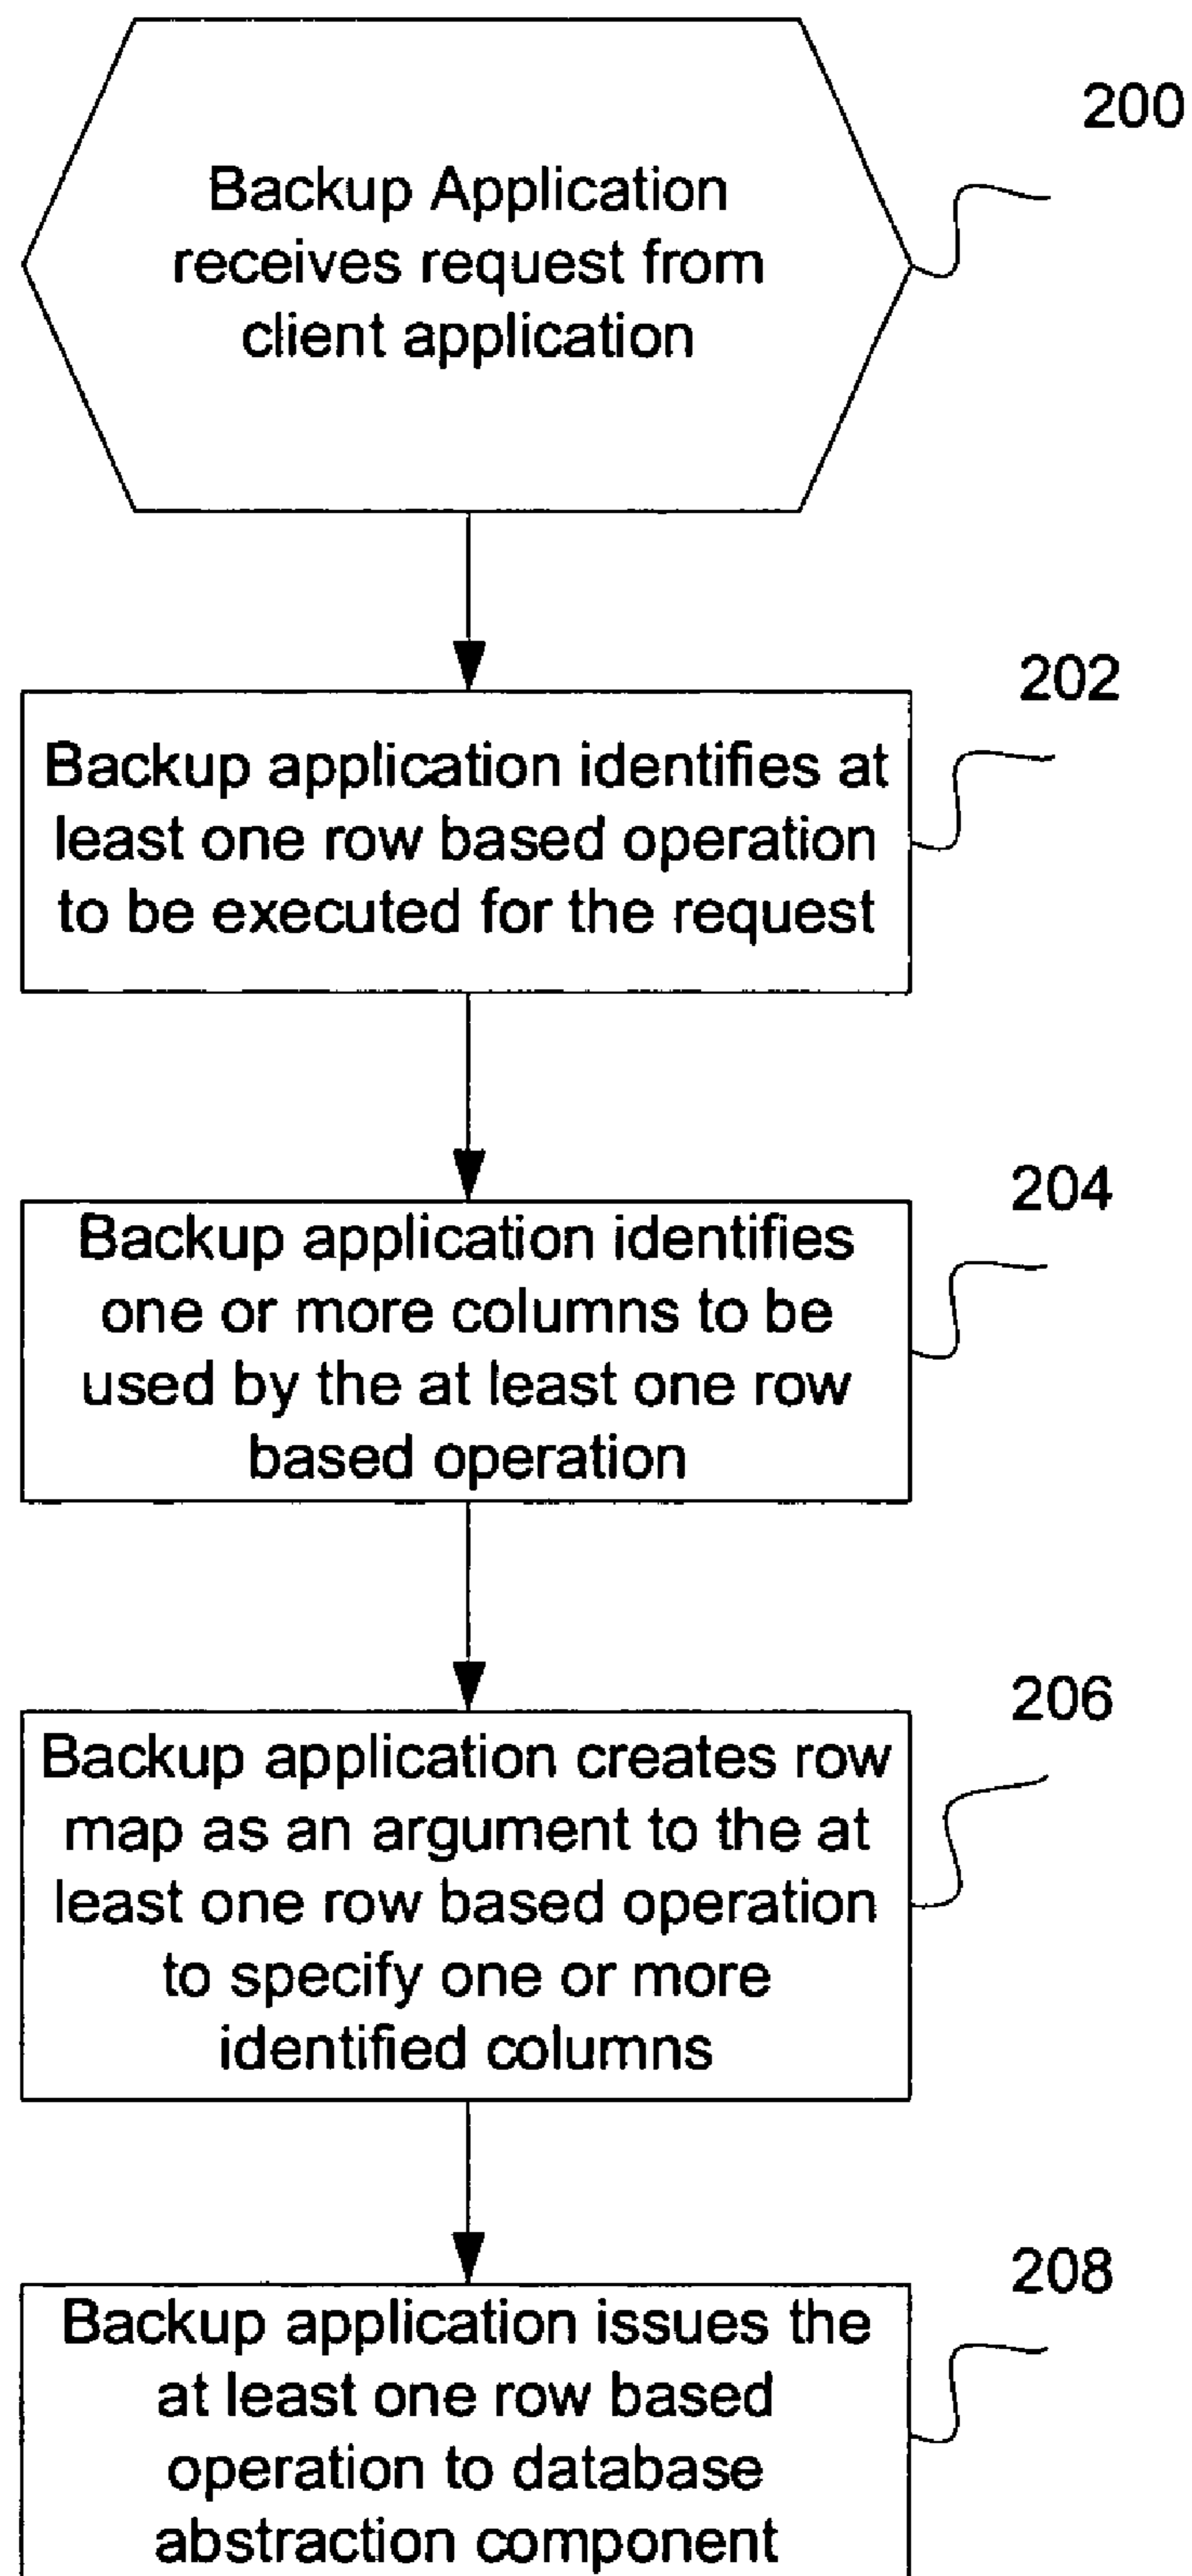 200
Backup Application
receives request from
client application
202
Backup application identifies at
least one row based operation
to be executed for the request
204
Backup application identifies
one or more columns to be
used by the at least one row
based operation
206
Backup application creates row
map as an argument to the at
least one row based operation
to specify one or more
identified columns
208
Backup application issues the
at least one row based
operation to database
abstraction component